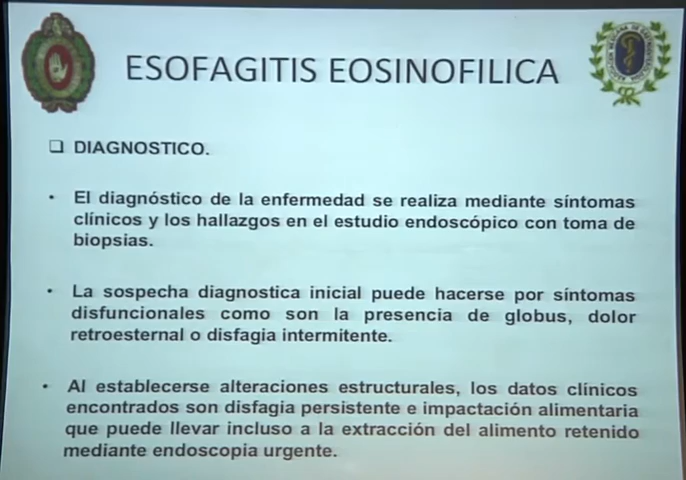 ESOFAGITIS EOSINOFILICA
❑ DIAGNOSTICO.
• El diagnóstico de la enfermedad se realiza mediante síntomas
clínicos y los hallazgos en el estudio endoscópico con toma de
biopsias.
• La sospecha diagnostica inicial puede hacerse por síntomas
disfuncionales como son la presencia de globus, dolor
retroesternal o disfagia intermitente.
• Al establecerse alteraciones estructurales, los datos clínicos
encontrados son disfagia persistente e impactación alimentaria
que puede llevar incluso a la extracción del alimento retenido
mediante endoscopia urgente.